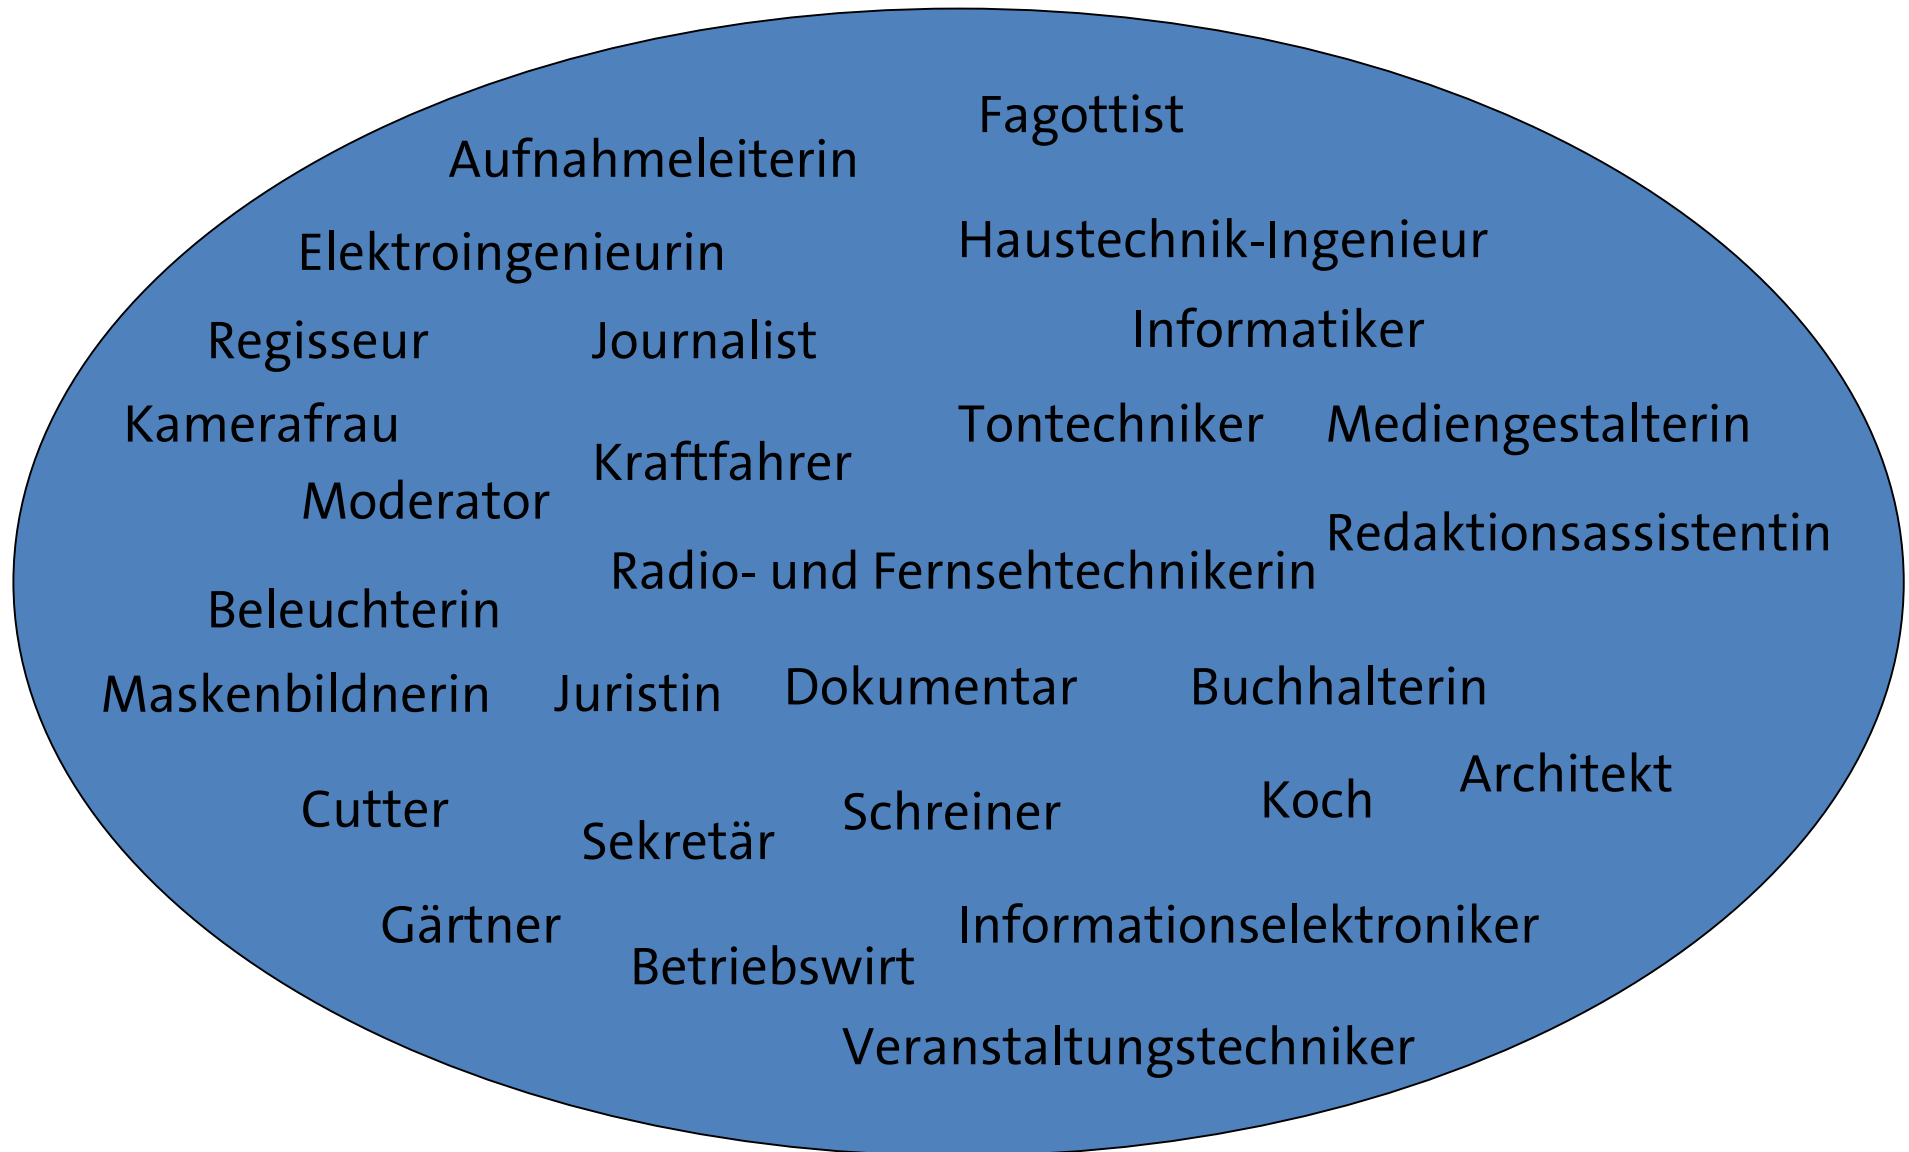 Fagottist
Aufnahmeleiterin
Haustechnik-Ingenieur
Elektroingenieurin
Informatiker
Regisseur
Journalist
Kamerafrau
Tontechniker
Mediengestalterin
Kraftfahrer
Moderator
Redaktionsassistentin
Radio- und Fernsehtechnikerin
Beleuchterin
Maskenbildnerin
Juristin
Dokumentar
Buchhalterin
Architekt
Cutter
Sekretär
Schreiner
Koch
Gärtner
Informationselektroniker
Betriebswirt
Veranstaltungstechniker